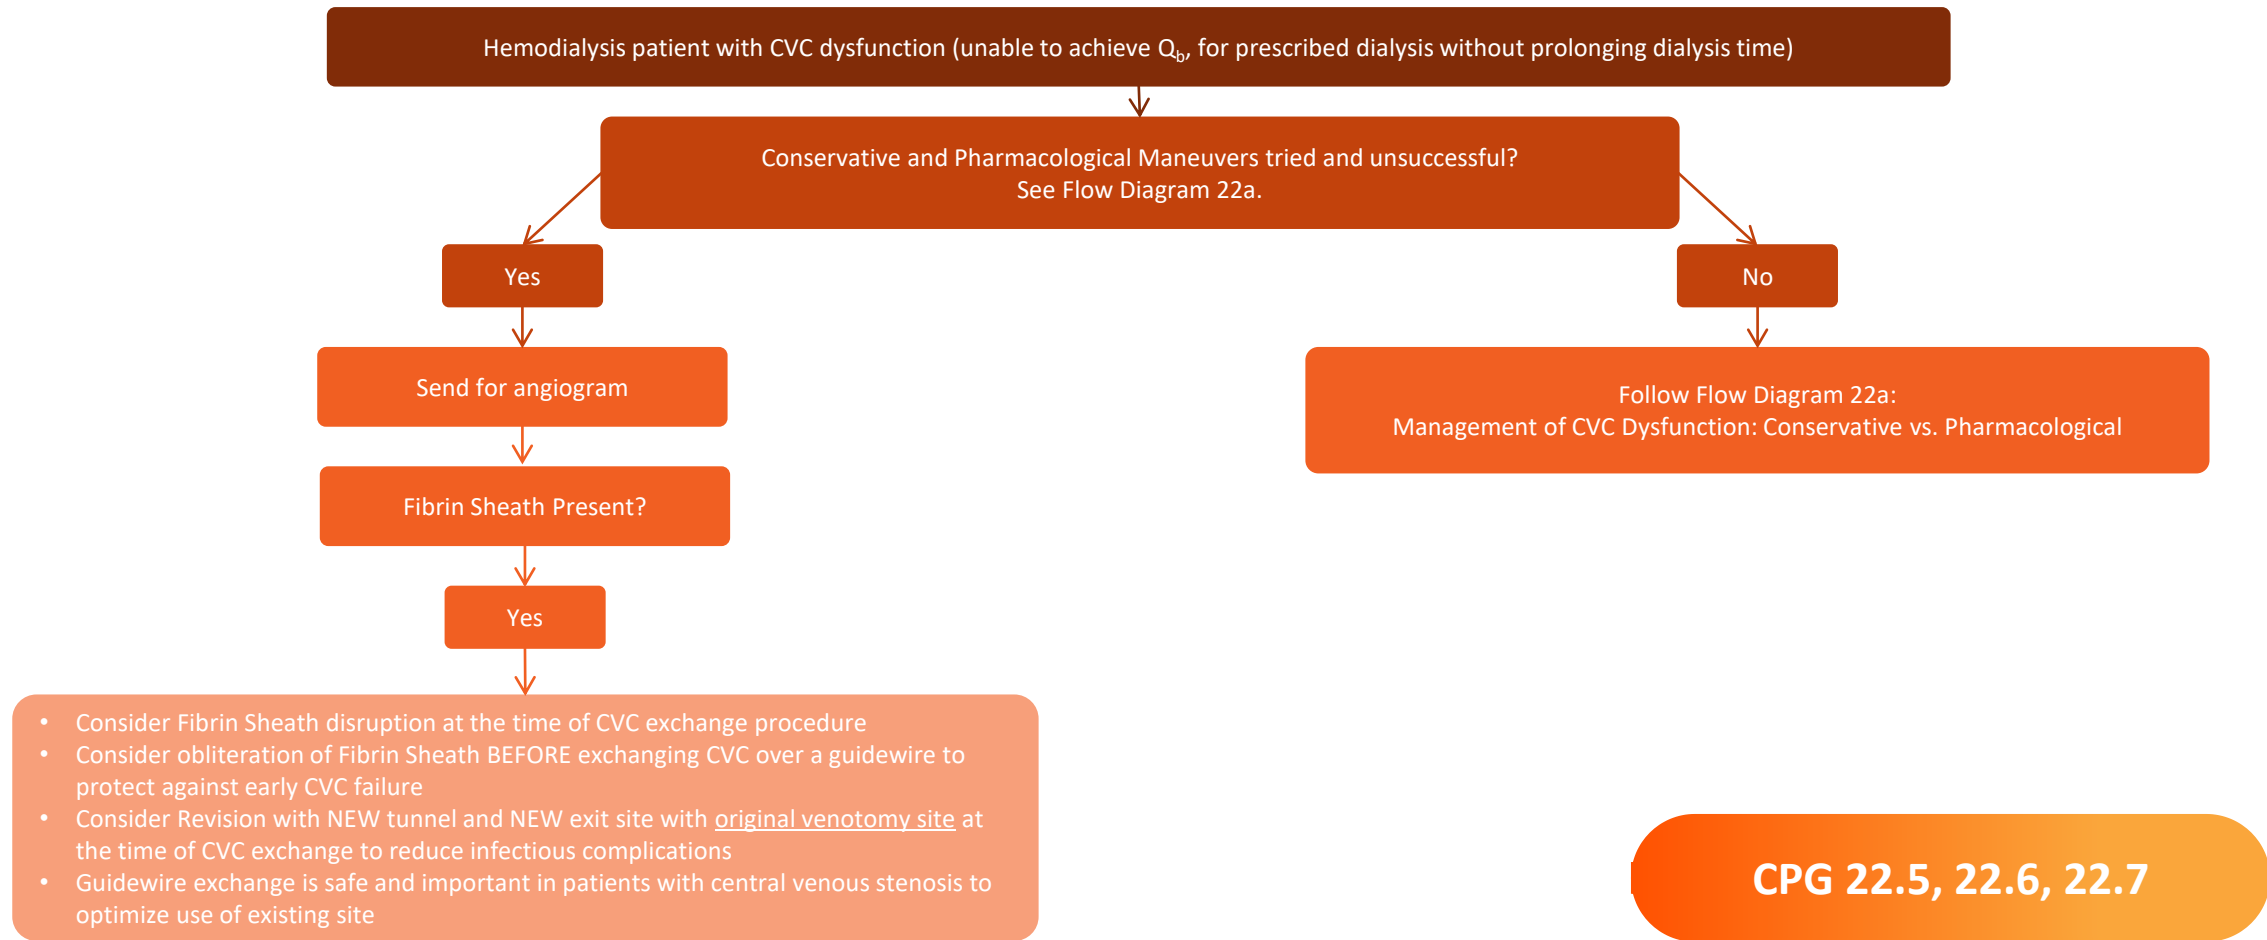 Hemodialysis patient with CVC dysfunction (unable to achieve Qb, for prescribed dialysis without prolonging dialysis time)
Conservative and Pharmacological Maneuvers tried and unsuccessful?
See Flow Diagram 22a.
Yes
No
Send for angiogram
Follow Flow Diagram 22a:
Management of CVC Dysfunction: Conservative vs. Pharmacological
Fibrin Sheath Present?
Yes
• Consider Fibrin Sheath disruption at the time of CVC exchange procedure
• Consider obliteration of Fibrin Sheath BEFORE exchanging CVC over a guidewire to
protect against early CVC failure
• Consider Revision with NEW tunnel and NEW exit site with original venotomy site at
the time of CVC exchange to reduce infectious complications
• Guidewire exchange is safe and important in patients with central venous stenosis to
optimize use of existing site
CPG 22.5, 22.6, 22.7